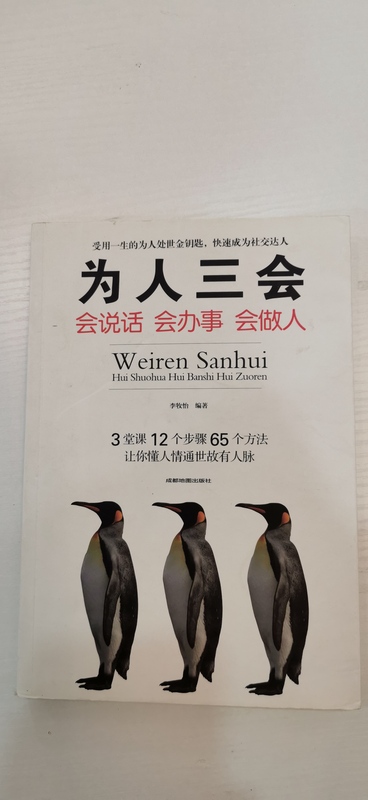 受用一生的为人处世金钥匙，快速成为社交达人
为人三会
会说话 会办事 会做人
Weiren Sanhui
Hui Shuohua Hui Banshi Hui Zuoren
李牧怡 编著
3堂课 12个步骤 65个方法
让你懂人情通世故有人脉
成都地图出版社